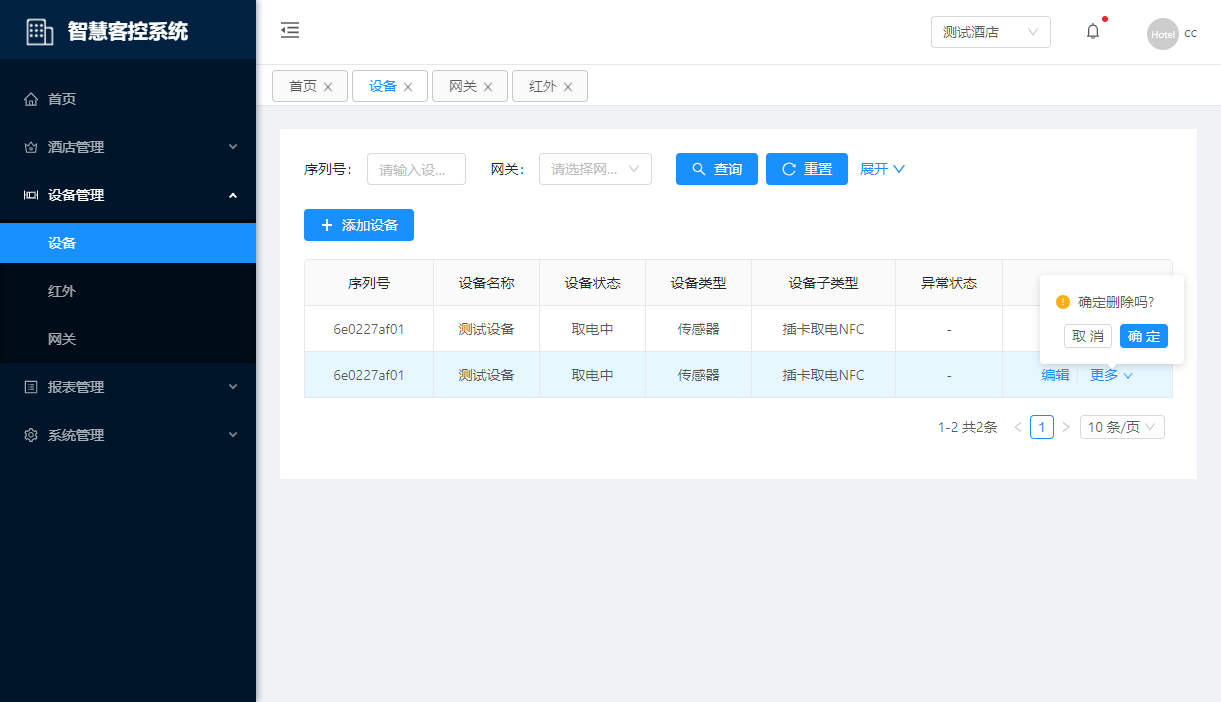 智慧客控系统
测试酒店
Hotel
cc
首页
酒店管理
设备管理
设备
红外
网关
报表管理
系统管理
首页 设备 网关 红外
序列号: 请输入设... 网关: 请选择网... 查询 重置 展开
添加设备
序列号 设备名称 设备状态 设备类型 设备子类型 异常状态
6e0227af01 测试设备 取电中 传感器 插卡取电NFC -
6e0227af01 测试设备 取电中 传感器 插卡取电NFC - 编辑 更多
确定删除吗?
取 消 确 定
1-2 共2条 1 10 条/页